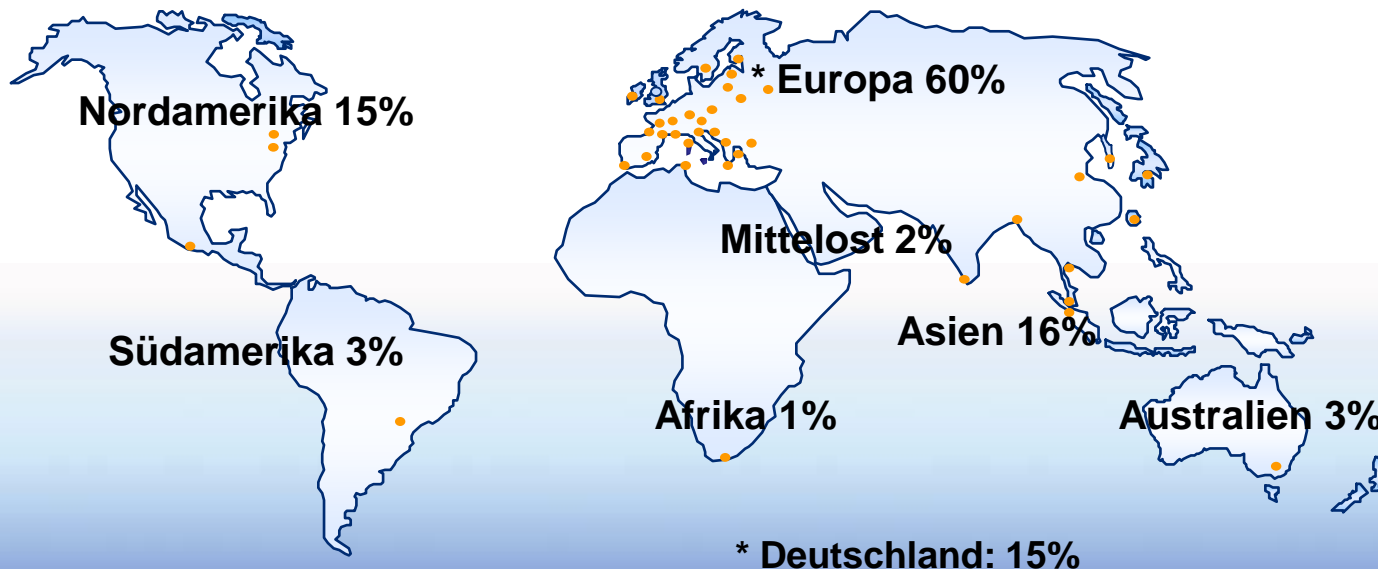 * Europa 60%
Nordamerika 15%
Mittelost 2%
Asien 16%
Südamerika 3%
Afrika 1%
Australien 3%
* Deutschland: 15%